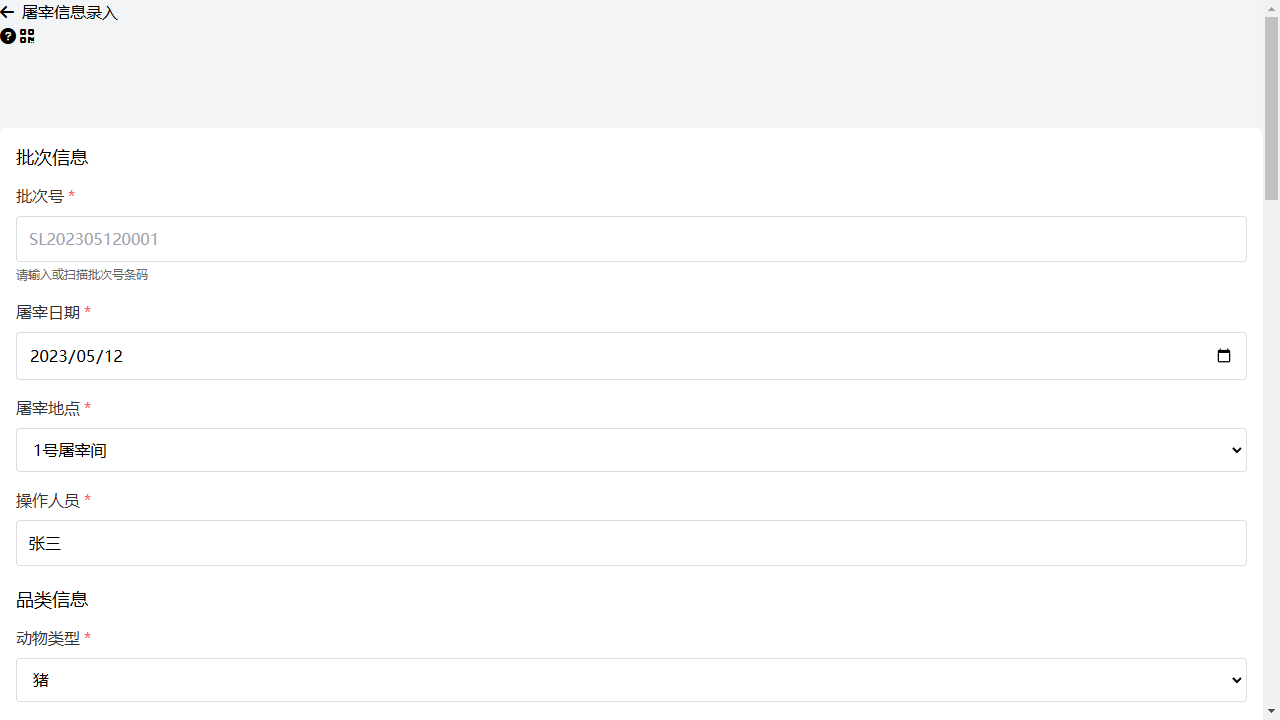 屠宰信息录入
批次信息
批次号 *
SL202305120001
请输入或扫描批次号条码
屠宰日期 *
2023/05/12
屠宰地点 *
1号屠宰间
操作人员 *
张三
品类信息
动物类型 *
猪